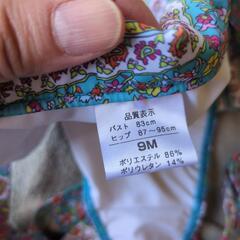 品質表示
バスト 83cm
ヒップ 87〜95cm
9M
ポリエステル 86%
ポリウレタン 14%